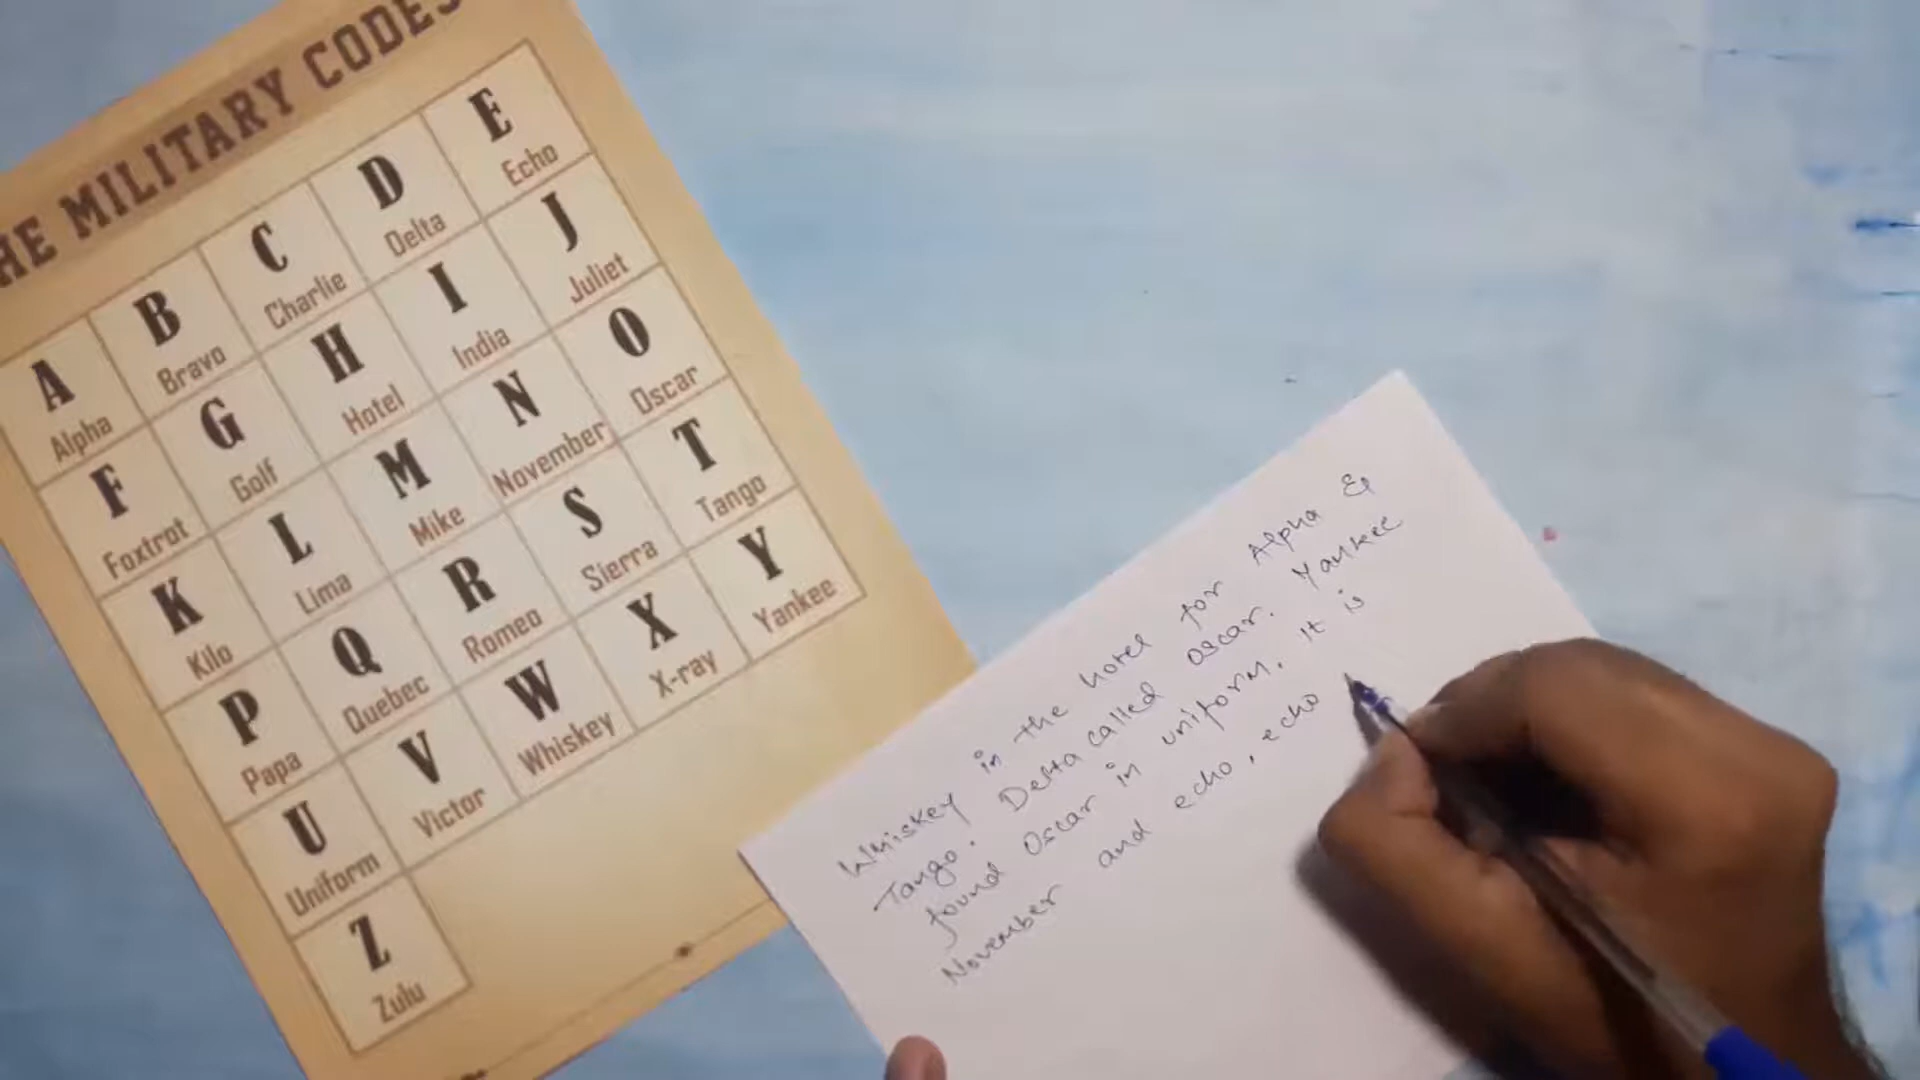 HE MILITARY CODES
A B C D E
Alpha Bravo Charlie Delta Echo
F G H I J
Foxtrot Golf Hotel India Juliet
K L M N O
Kilo Lima Mike November Oscar
P Q R S T
Papa Quebec Romeo Sierra Tango
U V W X Y
Uniform Victor Whiskey X-ray Yankee
Z
Zulu
Whiskey in the hotel for Alpha &
Tango. Delta called Oscar. Yankee
found Oscar in uniform. It is
November and echo, echo